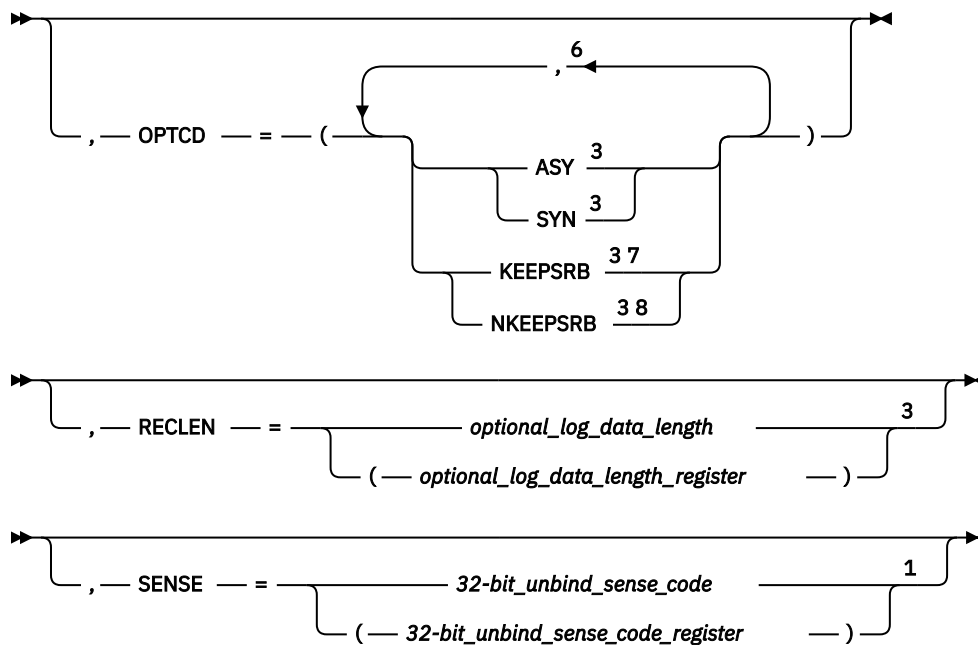 6
,
, OPTCD = ( )
ASY 3
SYN 3
KEEPSRB 3 7
NKEEPSRB 3 8
, RECLEN = optional_log_data_length 3
( optional_log_data_length_register )
, SENSE = 32-bit_unbind_sense_code 1
( 32-bit_unbind_sense_code_register )